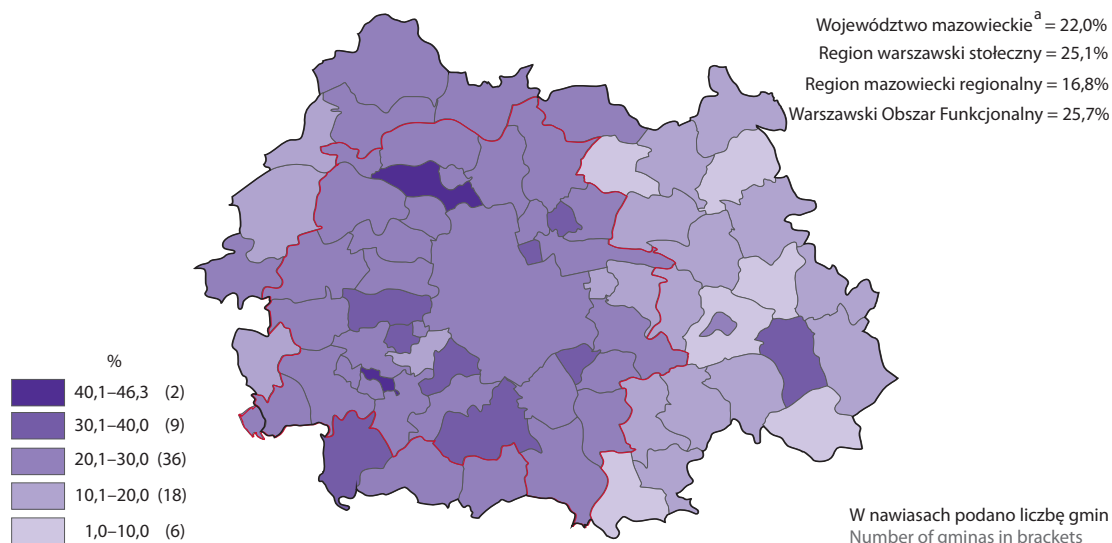 Województwo mazowieckie a = 22,0%
Region warszawski stołeczny = 25,1%
Region mazowiecki regionalny = 16,8%
Warszawski Obszar Funkcjonalny = 25,7%
%
40,1–46,3 (2)
30,1–40,0 (9)
20,1–30,0 (36)
10,1–20,0 (18)
1,0–10,0 (6)
W nawiasach podano liczbę gmin
Number of gminas in brackets